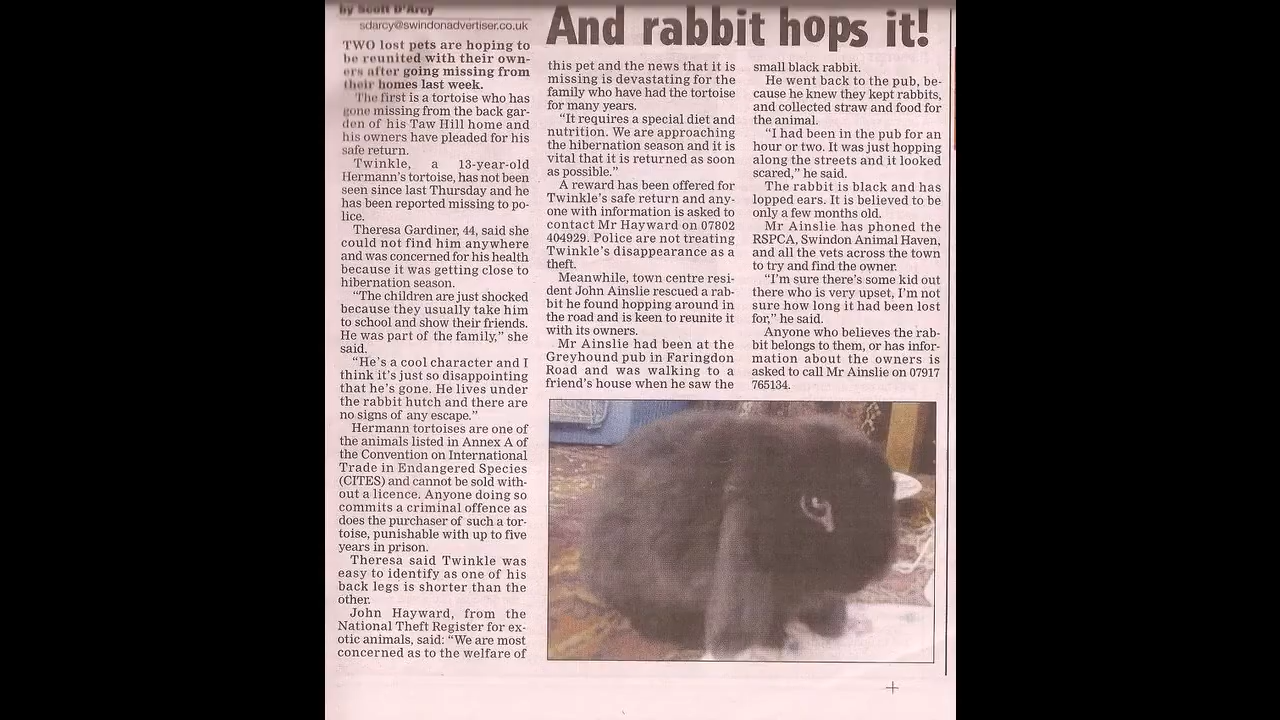 by Scott D'Arcy
sdarcy@swindonadvertiser.co.uk
TWO lost pets are hoping to
be reunited with their own-
ers after going missing from
their homes last week.
The first is a tortoise who has
gone missing from the back gar-
den of his Taw Hill home and
his owners have pleaded for his
safe return.
Twinkle, a 13-year-old
Hermann's tortoise, has not been
seen since last Thursday and he
has been reported missing to po-
lice.
Theresa Gardiner, 44, said she
could not find him anywhere
and was concerned for his health
because it was getting close to
hibernation season.
"The children are just shocked
because they usually take him
to school and show their friends.
He was part of the family," she
said.
"He's a cool character and I
think it's just so disappointing
that he's gone. He lives under
the rabbit hutch and there are
no signs of any escape."
Hermann tortoises are one of
the animals listed in Annex A of
the Convention on International
Trade in Endangered Species
(CITES) and cannot be sold with-
out a licence. Anyone doing so
commits a criminal offence as
does the purchaser of such a tor-
toise, punishable with up to five
years in prison.
Theresa said Twinkle was
easy to identify as one of his
back legs is shorter than the
other.
John Hayward, from the
National Theft Register for ex-
otic animals, said: "We are most
concerned as to the welfare of
And rabbit hops it!
this pet and the news that it is
missing is devastating for the
family who have had the tortoise
for many years.
"It requires a special diet and
nutrition. We are approaching
the hibernation season and it is
vital that it is returned as soon
as possible."
A reward has been offered for
Twinkle's safe return and any-
one with information is asked to
contact Mr Hayward on 07802
404929. Police are not treating
Twinkle's disappearance as a
theft.
Meanwhile, town centre resi-
dent John Ainslie rescued a rab-
bit he found hopping around in
the road and is keen to reunite it
with its owners.
Mr Ainslie had been at the
Greyhound pub in Faringdon
Road and was walking to a
friend's house when he saw the
small black rabbit.
He went back to the pub, be-
cause he knew they kept rabbits,
and collected straw and food for
the animal.
"I had been in the pub for an
hour or two. It was just hopping
along the streets and it looked
scared," he said.
The rabbit is black and has
lopped ears. It is believed to be
only a few months old.
Mr Ainslie has phoned the
RSPCA, Swindon Animal Haven,
and all the vets across the town
to try and find the owner.
"I'm sure there's some kid out
there who is very upset, I'm not
sure how long it had been lost
for," he said.
Anyone who believes the rab-
bit belongs to them, or has infor-
mation about the owners is
asked to call Mr Ainslie on 07917
765134.